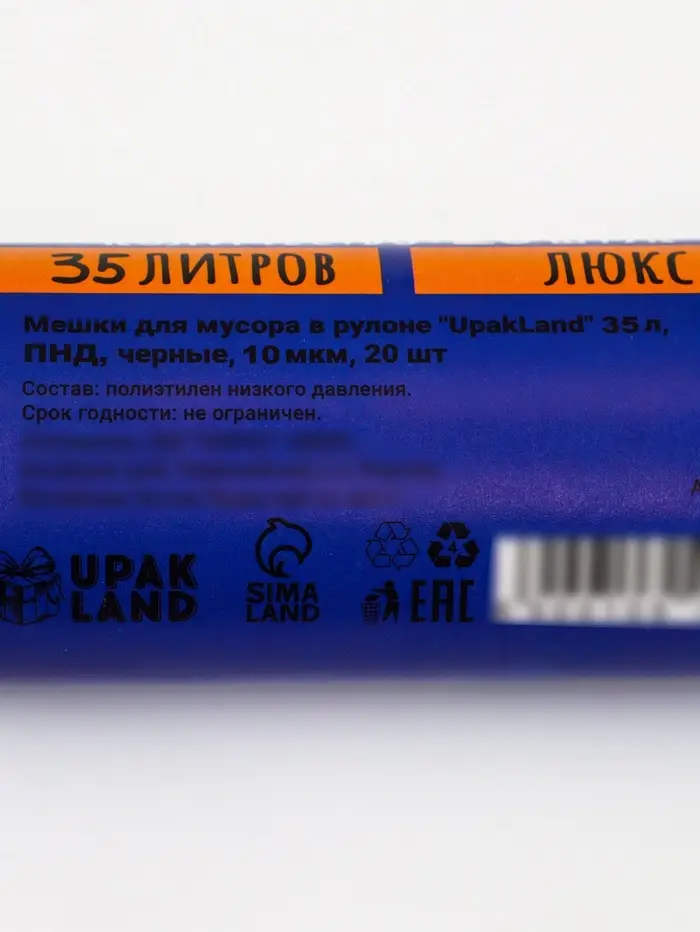 35 ЛИТРОВ
ЛЮКС
Мешки для мусора в рулоне "UpakLand" 35 л,
ПНД, черные, 10 мкм, 20 шт
Состав: полиэтилен низкого давления.
Срок годности: не ограничен.
UPAK
LAND
SIMA
LAND
4
EAC